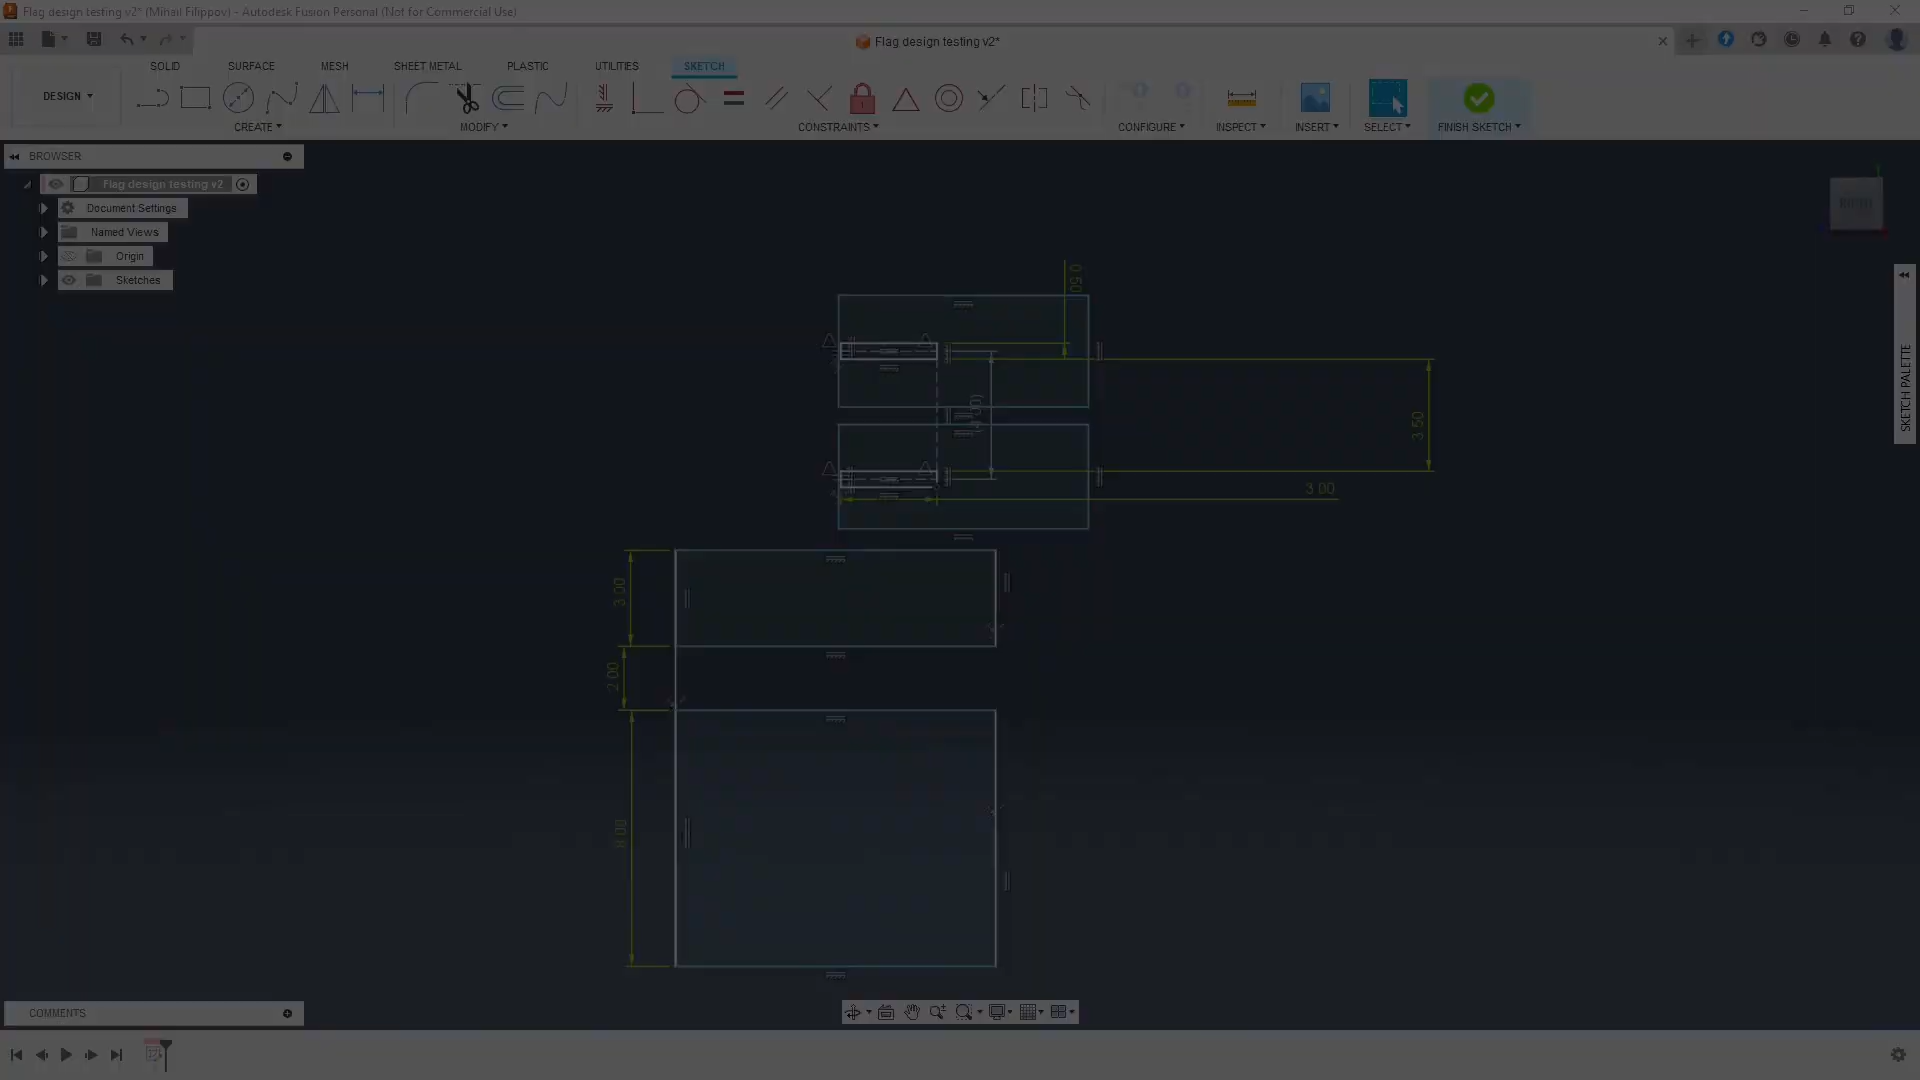 Flag design testing v2* (Mihail Filippov) - Autodesk Fusion Personal (Not for Commercial Use)
Flag design testing v2*
SOLID SURFACE MESH SHEET METAL PLASTIC UTILITIES SKETCH
DESIGN
CREATE MODIFY CONSTRAINTS CONFIGURE INSPECT INSERT SELECT FINISH SKETCH
BROWSER
Flag design testing v2
Document Settings
Named Views
Origin
Sketches
RIGHT
SKETCH PALETTE
0.50
3.50
3.00
3.00
2.00
8.00
COMMENTS